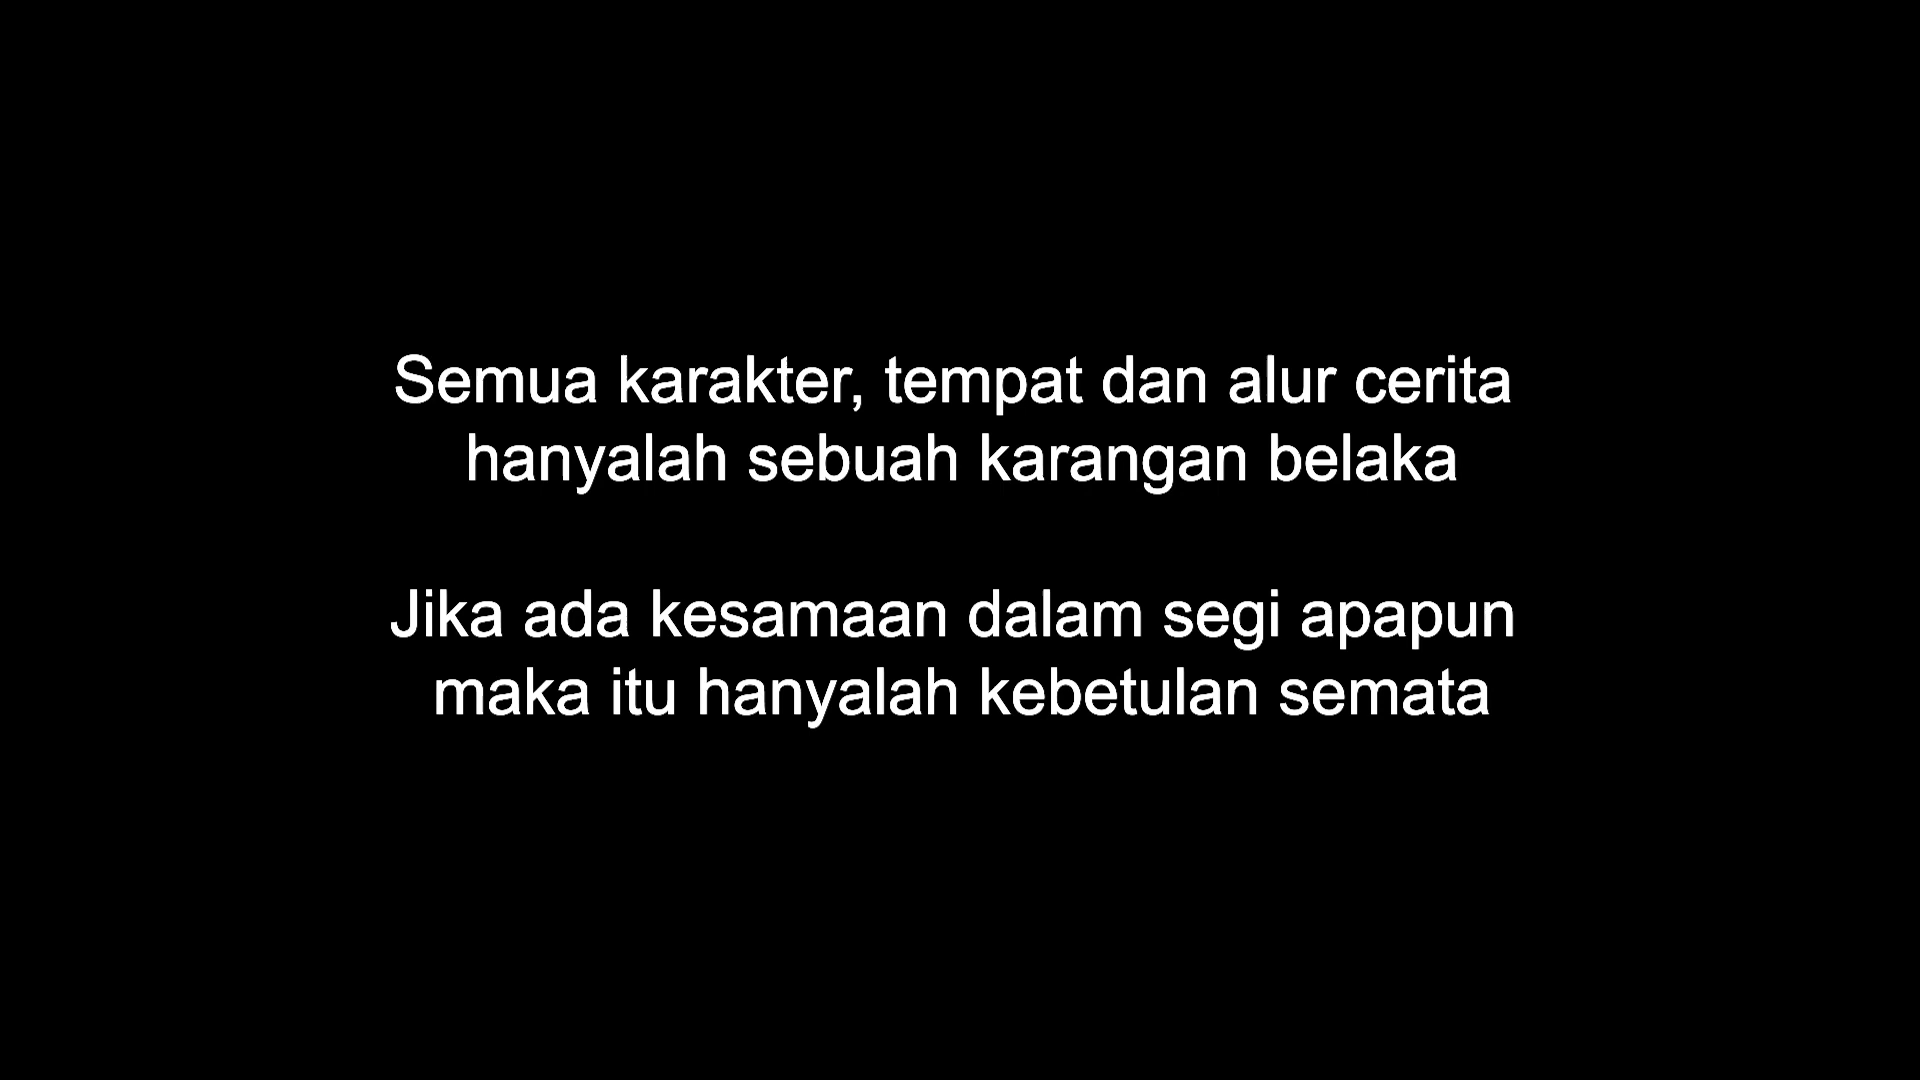 Semua karakter, tempat dan alur cerita
hanyalah sebuah karangan belaka
Jika ada kesamaan dalam segi apapun
maka itu hanyalah kebetulan semata